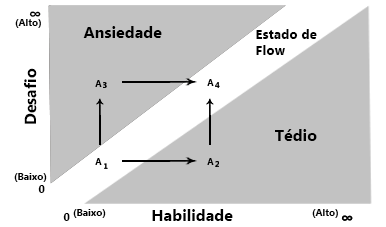 ∞
(Alto)
Ansiedade
Estado de
Flow
Desafio
A3
A4
Tédio
A1
A2
(Baixo)
0
0 (Baixo)
Habilidade
(Alto) ∞